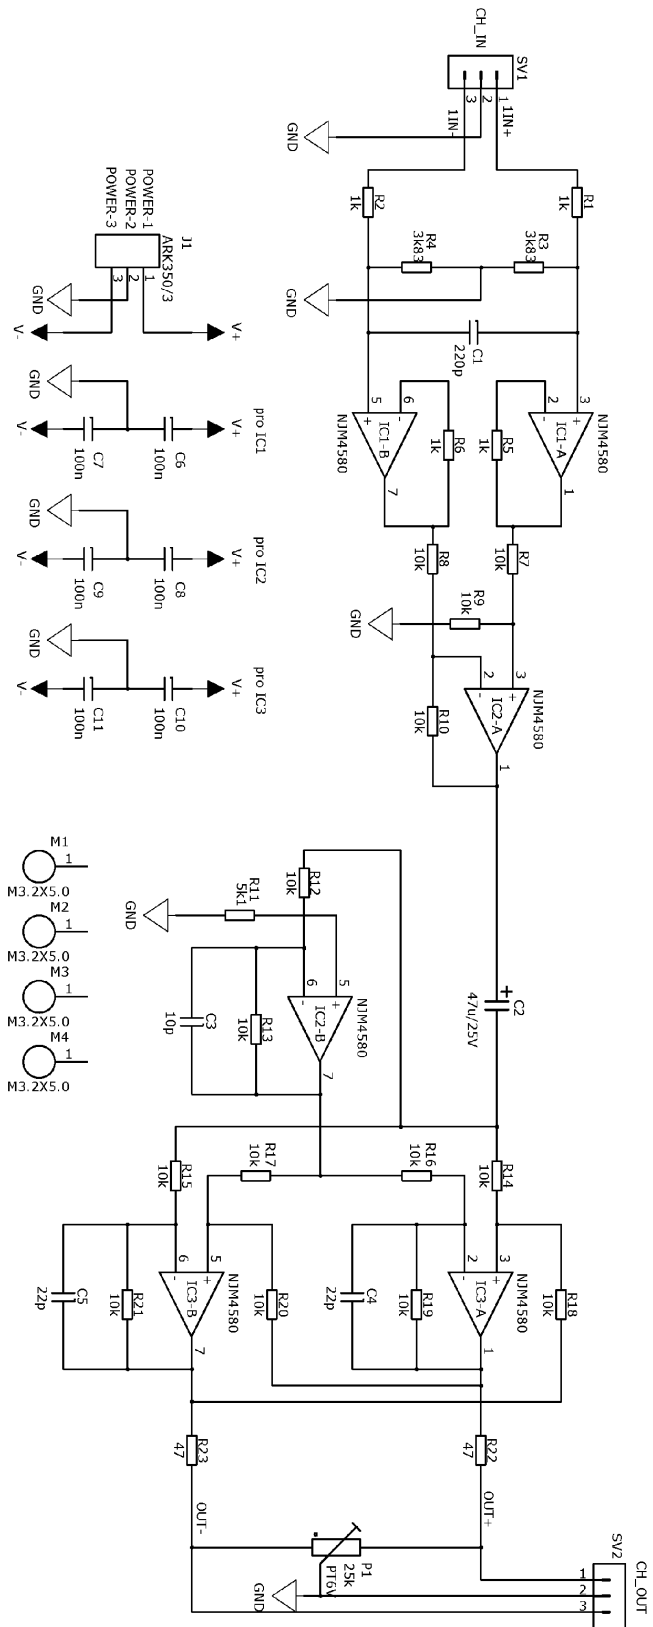 CH_IN
SV1
1
2
3
1IN+
1IN-
GND
R1
1k
R2
1k
R3
3k83
R4
3k83
GND
C1
220p
3
+
2
-
IC1-A
1
NJM4580
5
+
6
-
IC1-B
7
NJM4580
R5
1k
R6
1k
R7
10k
R8
10k
R9
10k
GND
3
+
2
-
IC2-A
1
NJM4580
R10
10k
POWER-1
POWER-2
POWER-3
J1
ARK350/3
1
2
3
GND
V+
V-
pro IC1
V+
V-
GND
C6
100n
C7
100n
pro IC2
V+
V-
GND
C8
100n
C9
100n
pro IC3
V+
V-
GND
C10
100n
C11
100n
M1
1
M3.2X5.0
M2
1
M3.2X5.0
M3
1
M3.2X5.0
M4
1
M3.2X5.0
R12
10k
R11
5k1
GND
5
+
6
-
IC2-B
7
NJM4580
R13
10k
C3
10p
+
C2
47u/25V
R14
10k
R15
10k
R16
10k
R17
10k
3
+
2
-
IC3-A
1
NJM4580
5
+
6
-
IC3-B
7
NJM4580
R18
10k
R19
10k
C4
22p
R20
10k
R21
10k
C5
22p
R22
47
R23
47
OUT+
OUT-
P1
25k
PT6V
GND
SV2
CH_OUT
1
2
3